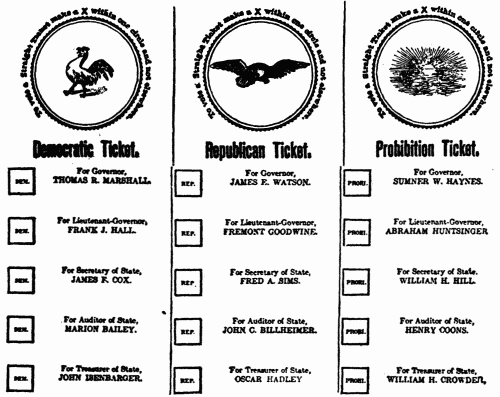 To vote a Straight Ticket make a X within one circle and not elsewhere.
Democratic Ticket.
DEM.
For Governor,
THOMAS R. MARSHALL.
DEM.
For Lieutenant-Governor,
FRANK J. HALL.
DEM.
For Secretary of State,
JAMES F. COX.
DEM.
For Auditor of State,
MARION BAILEY.
DEM.
For Treasurer of State,
JOHN ISENBARGER.
To vote a Straight Ticket make a X within one circle and not elsewhere.
Republican Ticket.
REP.
For Governor,
JAMES E. WATSON.
REP.
For Lieutenant-Governor,
FREMONT GOODWINE.
REP.
For Secretary of State,
FRED A. SIMS.
REP.
For Auditor of State,
JOHN C. BILLHEIMER.
REP.
For Treasurer of State,
OSCAR HADLEY
To vote a Straight Ticket make a X within one circle and not elsewhere.
Prohibition Ticket.
PROHI.
For Governor,
SUMNER W. HAYNES.
PROHI.
For Lieutenant-Governor,
ABRAHAM HUNTSINGER
PROHI.
For Secretary of State.
WILLIAM H. HILL.
PROHI.
For Auditor of State,
HENRY COONS.
PROHI.
For Treasurer of State,
WILLIAM H. CROWDER,